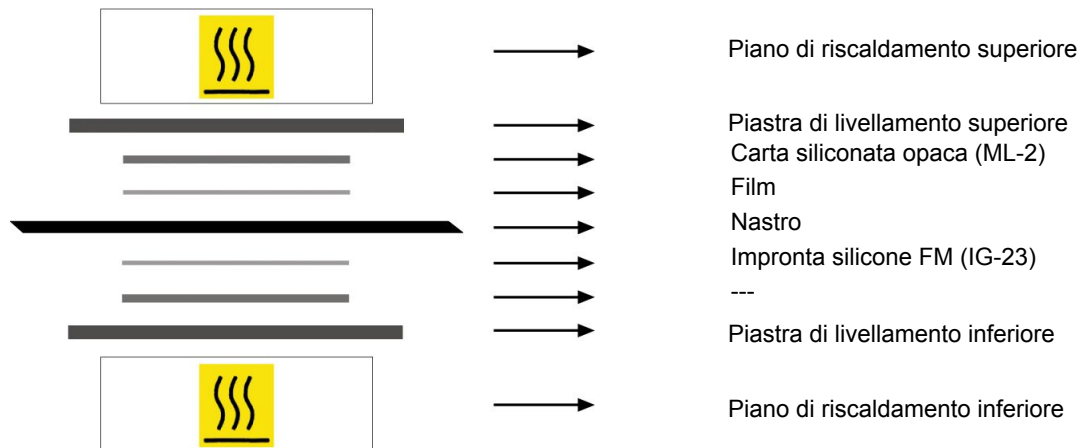 Piano di riscaldamento superiore
Piastra di livellamento superiore
Carta siliconata opaca (ML-2)
Film
Nastro
Impronta silicone FM (IG-23)
---
Piastra di livellamento inferiore
Piano di riscaldamento inferiore